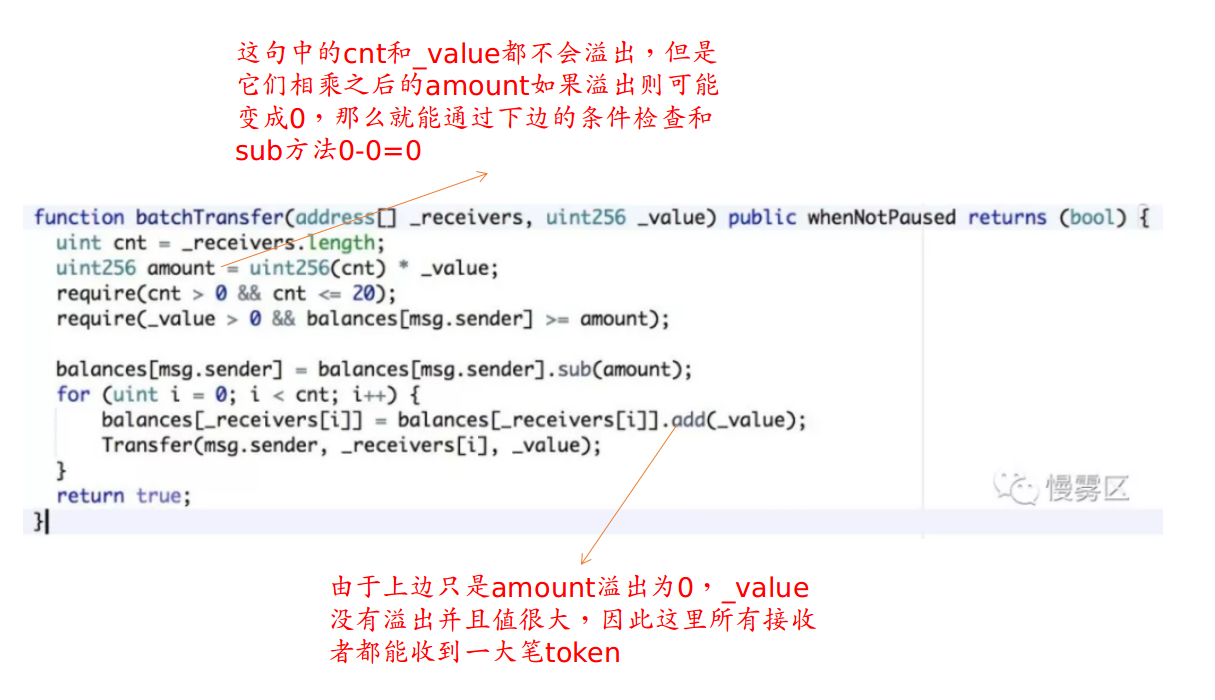 这句中的cnt和_value都不会溢出，但是
它们相乘之后的amount如果溢出则可能
变成0，那么就能通过下边的条件检查和
sub方法0-0=0
function batchTransfer(address[] _receivers, uint256 _value) public whenNotPaused returns (bool) {
uint cnt = _receivers.length;
uint256 amount = uint256(cnt) * _value;
require(cnt > 0 && cnt <= 20);
require(_value > 0 && balances[msg.sender] >= amount);
balances[msg.sender] = balances[msg.sender].sub(amount);
for (uint i = 0; i < cnt; i++) {
balances[_receivers[i]] = balances[_receivers[i]].add(_value);
Transfer(msg.sender, _receivers[i], _value);
}
return true;
}
慢雾区
由于上边只是amount溢出为0，_value
没有溢出并且值很大，因此这里所有接收
者都能收到一大笔token